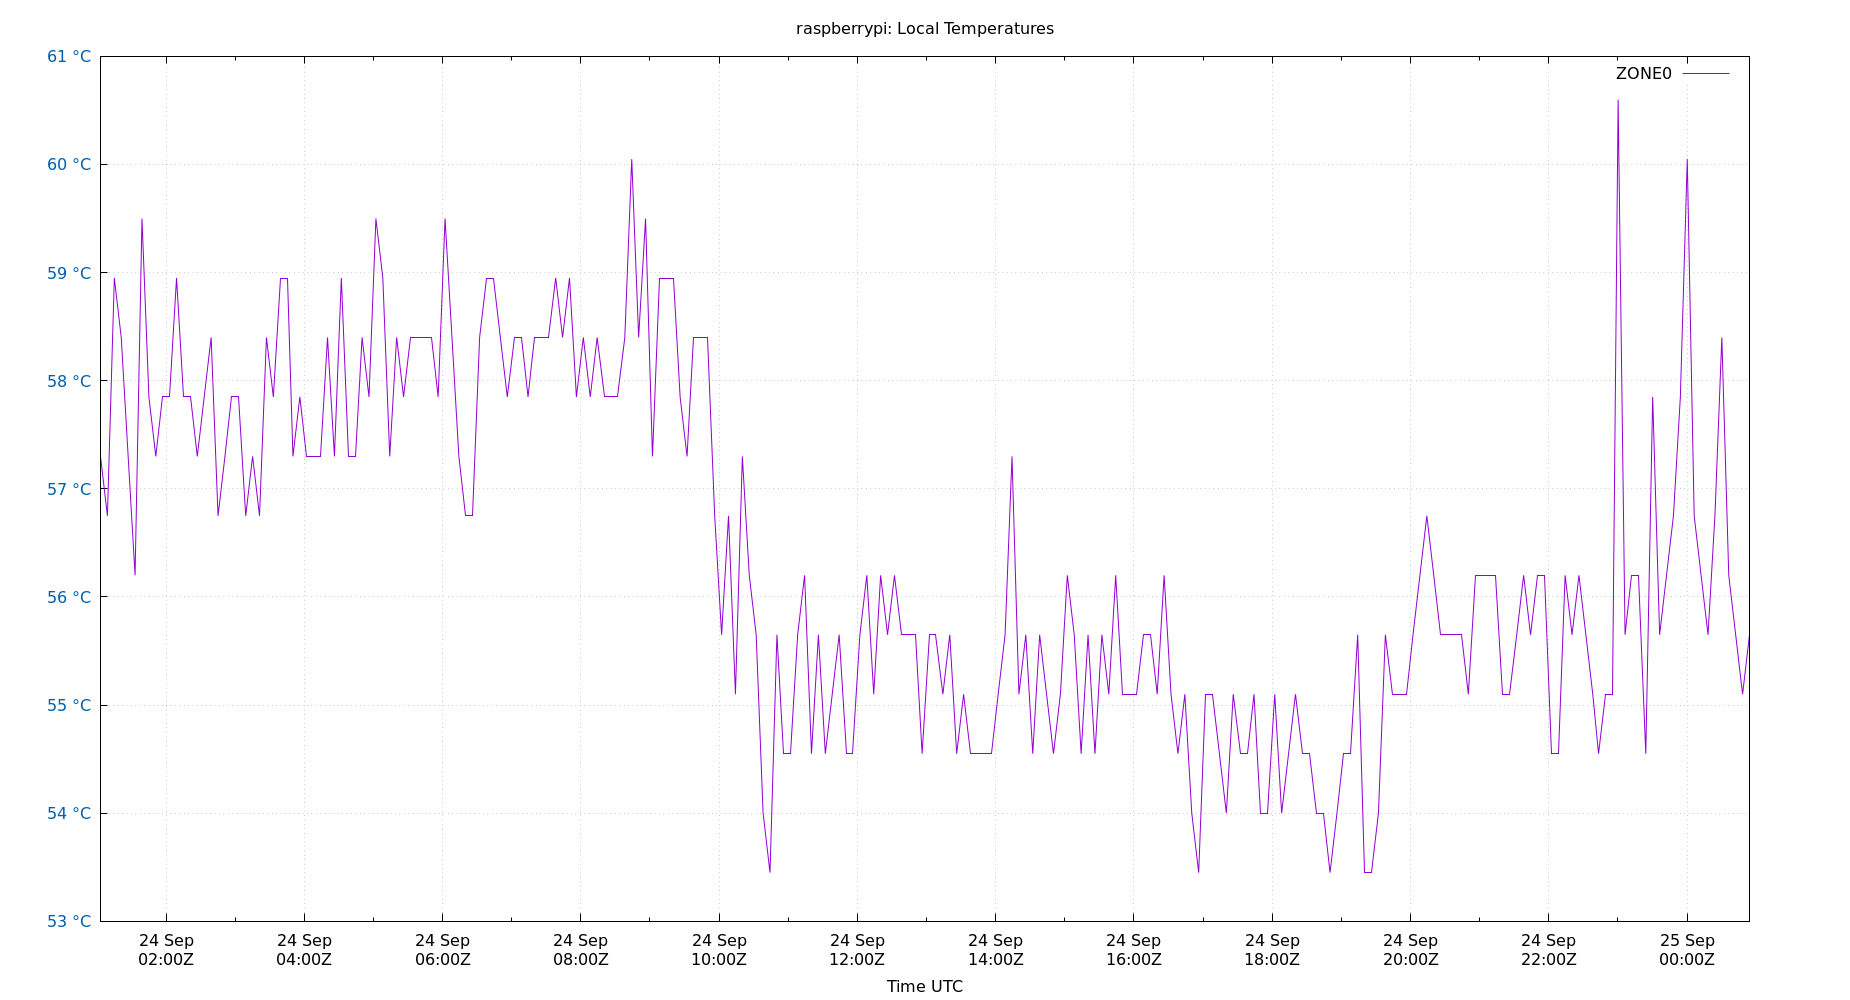 raspberrypi: Local Temperatures
ZONE0
61 °C
60 °C
59 °C
58 °C
57 °C
56 °C
55 °C
54 °C
53 °C
24 Sep 24 Sep 24 Sep 24 Sep 24 Sep 24 Sep 24 Sep 24 Sep 24 Sep 24 Sep 24 Sep 25 Sep
02:00Z 04:00Z 06:00Z 08:00Z 10:00Z 12:00Z 14:00Z 16:00Z 18:00Z 20:00Z 22:00Z 00:00Z
Time UTC